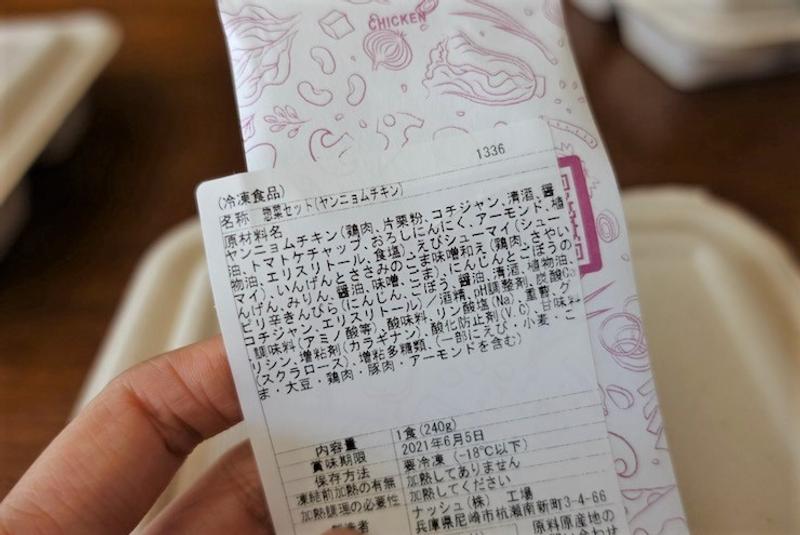 CHICKEN
1336
(冷凍食品)
名称 惣菜セット(ヤンニョムチキン)
原材料名
ヤンニョムチキン(鶏肉、片栗粉、コチジャン、清酒、醤
油、トマトケチャップ、おろしにんにく、アーモンド、植
物油、エリスリトール、食塩)、えびシューマイ(シュー
マイ)、いんげんとささみのごま味噌和え(鶏肉、さやい
んげん、みりん、醤油、味噌、ごま)、にんじんとごぼうの
ピリ辛きんぴら(にんじん、ごぼう、醤油、清酒、植物油、
コチジャン、エリスリトール)/酒精、pH調整剤、炭酸Ca、
調味料(アミノ酸等)、酸味料、リン酸塩(Na)、重曹、グ
リシン、増粘剤(カラギナン)、酸化防止剤(V.C)、甘味料
(スクラロース)、増粘多糖類、(一部にえび・小麦・ご
ま・大豆・鶏肉・豚肉・アーモンドを含む)
内容量 1食(240g)
賞味期限 2021年6月5日
保存方法 要冷凍(-18℃以下)
凍結前加熱の有無 加熱してありません
加熱調理の必要性 加熱してください
製造者 ナッシュ(株) 工場
兵庫県尼崎市杭瀬南新町3-4-66
原料原産地の